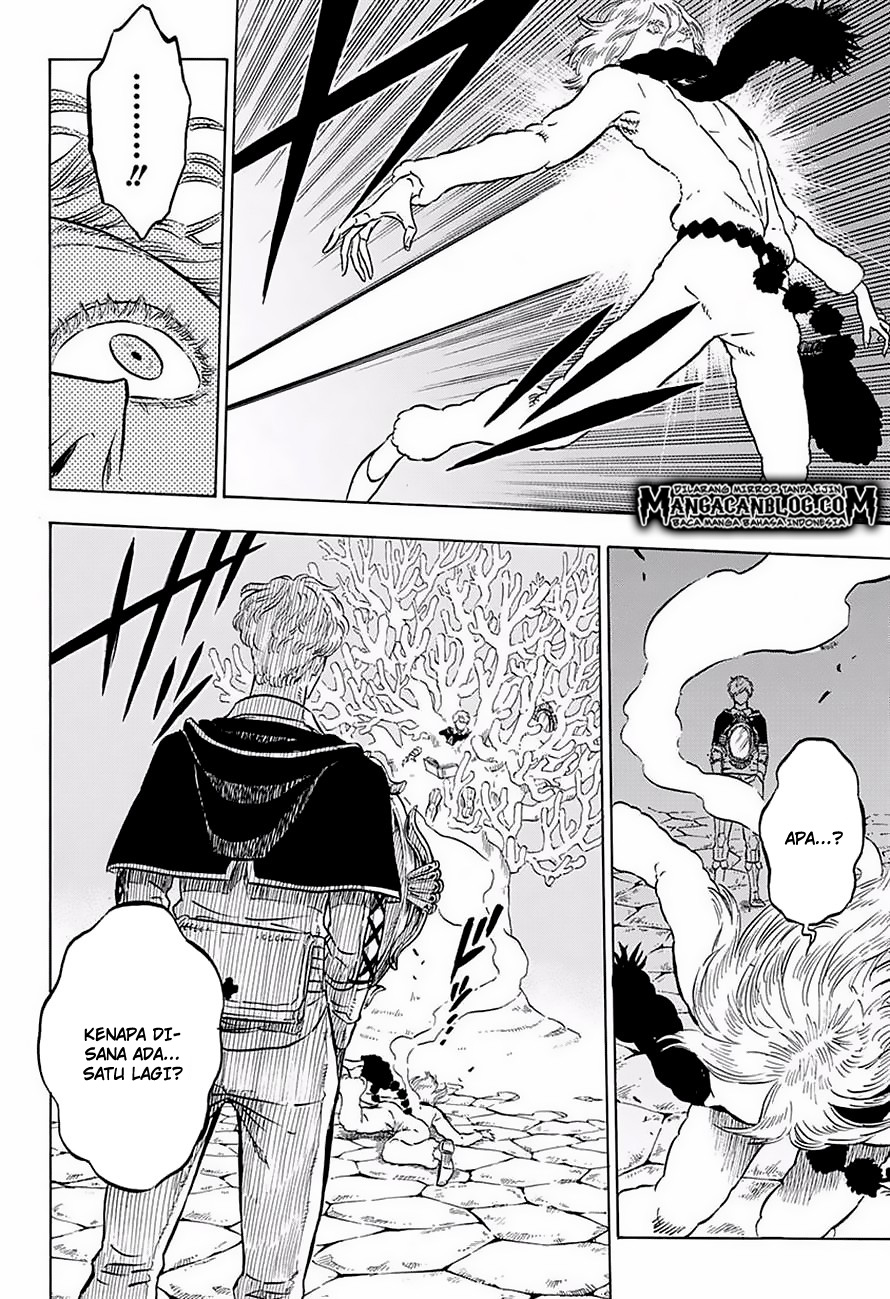 .........!!
DILARANG MIRROR TANPA IJIN
MANGACANBLOG.COM
BACA MANGA BAHASA INDONESIA
APA...?
KENAPA DI-
SANA ADA...
SATU LAGI?